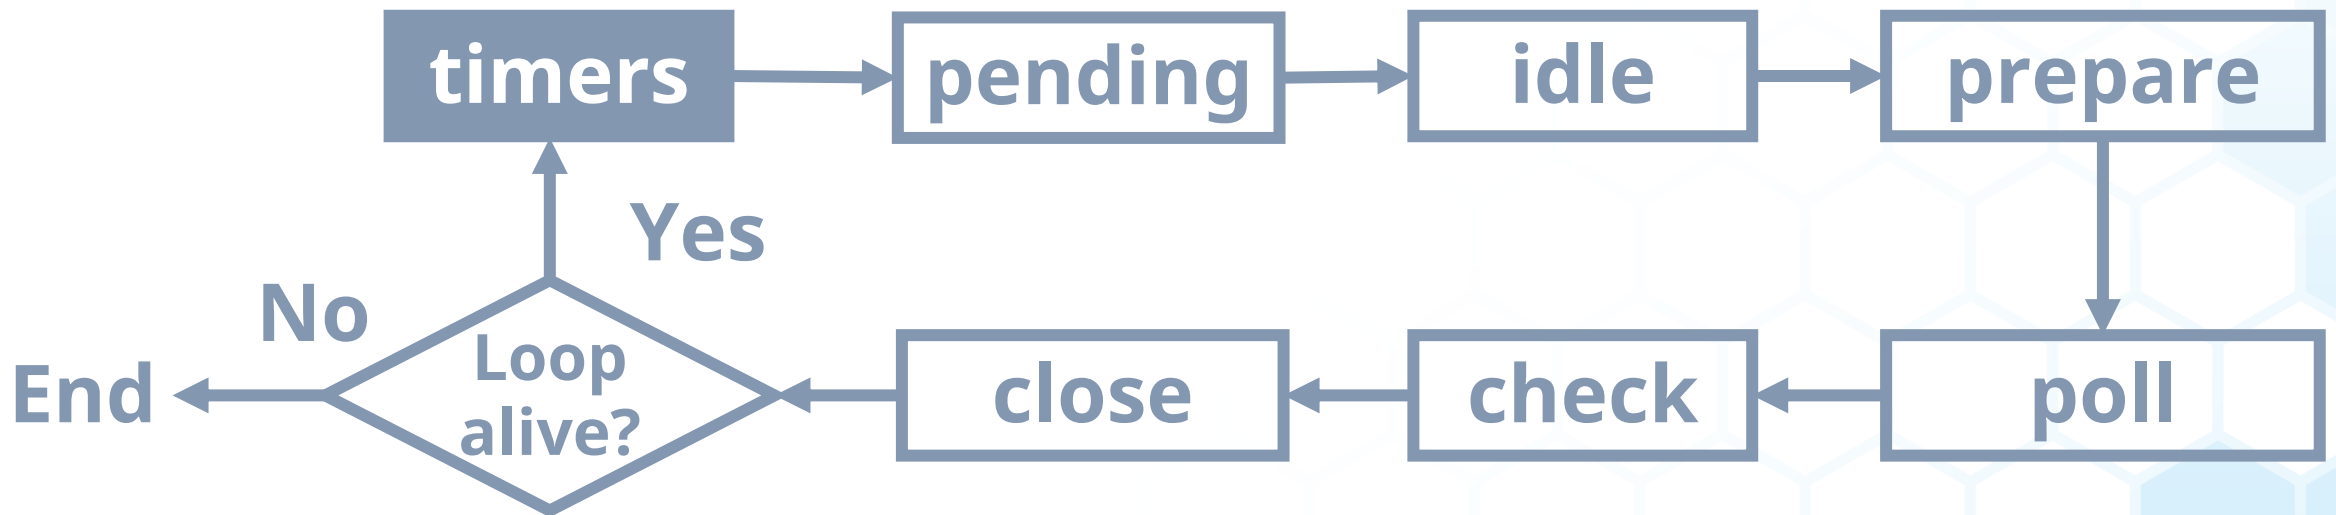 timers
pending
idle
prepare
Yes
No
Loop
alive?
End
close
check
poll